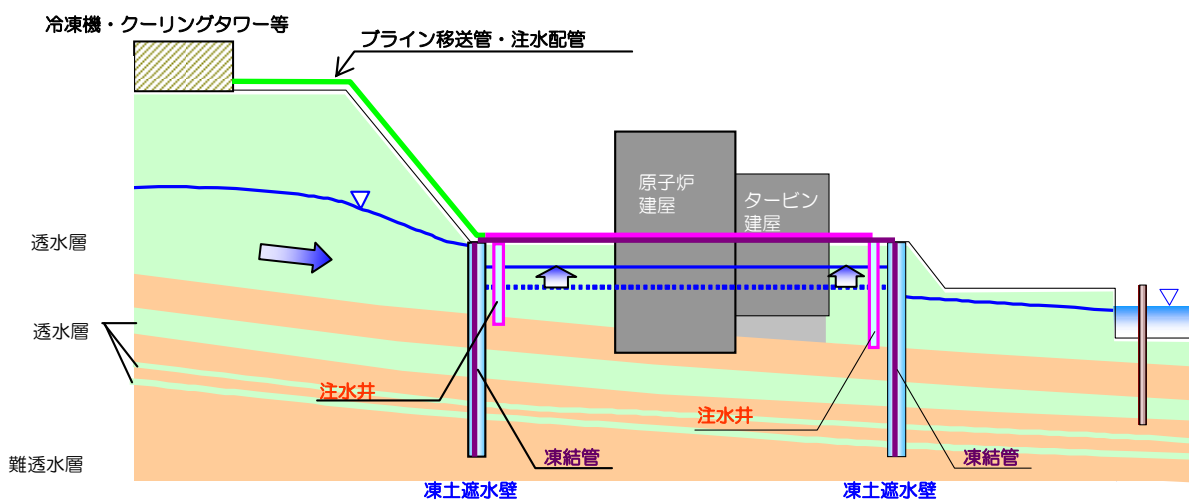 冷凍機・クーリングタワー等
ブライン移送管・注水配管
原子炉
建屋
タービン
建屋
透水層
透水層
注水井
注水井
難透水層
凍結管
凍結管
凍土遮水壁
凍土遮水壁